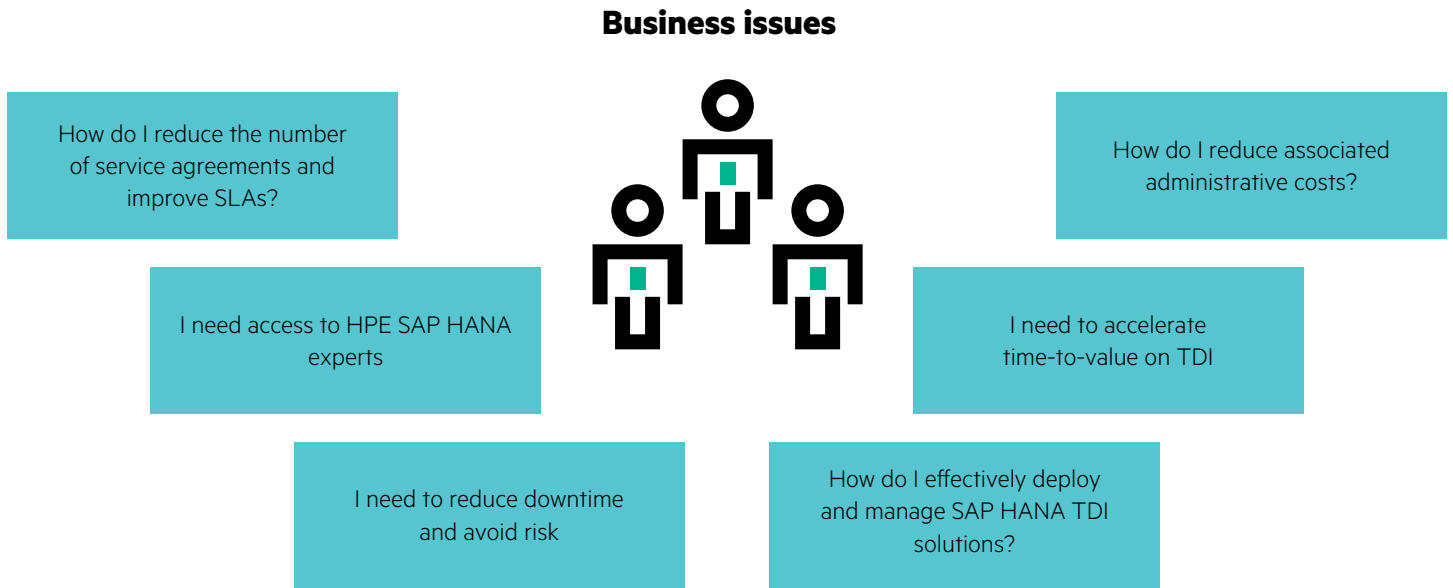 Business issues
How do I reduce the number
of service agreements and
improve SLAs?
How do I reduce associated
administrative costs?
I need access to HPE SAP HANA
experts
I need to accelerate
time-to-value on TDI
I need to reduce downtime
and avoid risk
How do I effectively deploy
and manage SAP HANA TDI
solutions?